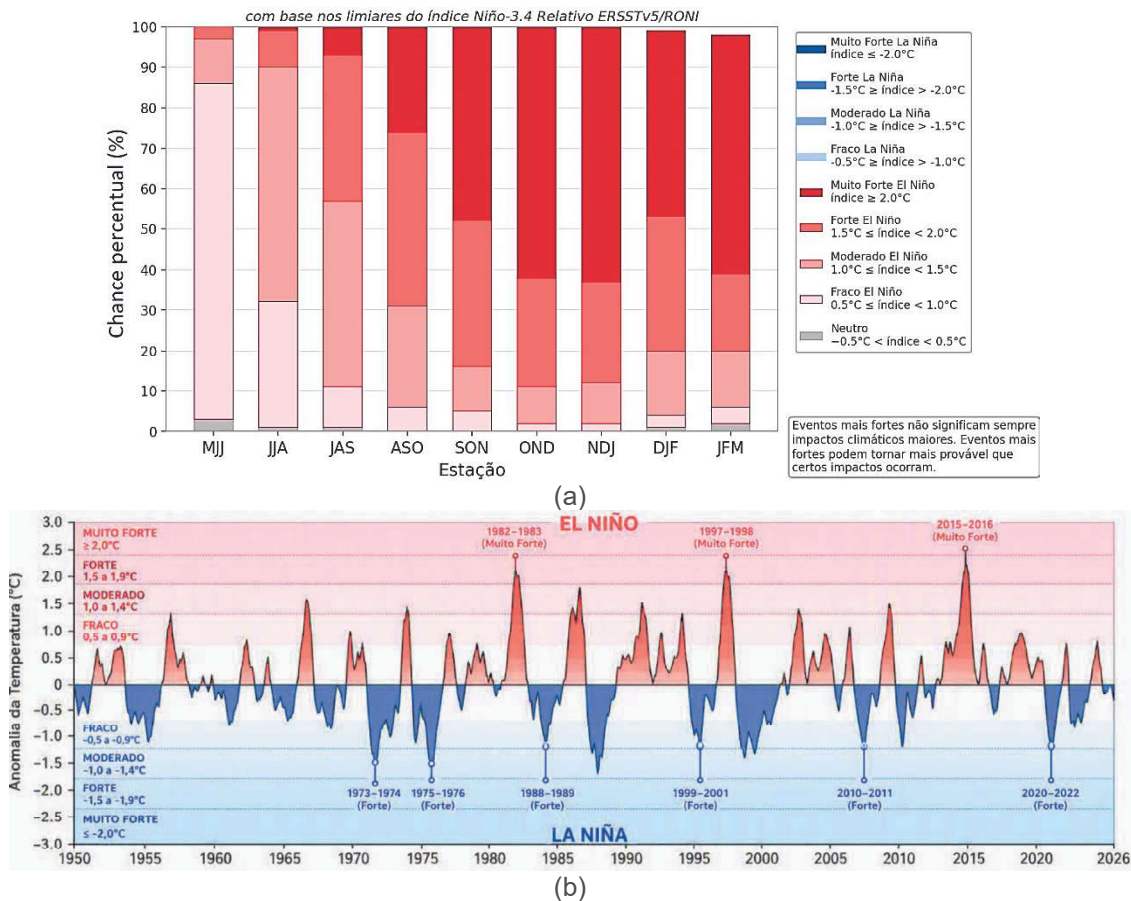 com base nos limiares do índice Niño-3.4 Relativo ERSSTv5/RONI
Chance percentual (%)
100
90
80
70
60
50
40
30
20
10
0
MJJ JJA JAS ASO SON OND NDJ DJF JFM
Estação
Muito Forte La Niña
índice ≤ -2.0°C
Forte La Niña
-1.5°C ≥ índice > -2.0°C
Moderado La Niña
-1.0°C ≥ índice > -1.5°C
Fraco La Niña
-0.5°C ≥ índice > -1.0°C
Muito Forte El Niño
índice ≥ 2.0°C
Forte El Niño
1.5°C ≤ índice < 2.0°C
Moderado El Niño
1.0°C ≤ índice < 1.5°C
Fraco El Niño
0.5°C ≤ índice < 1.0°C
Neutro
−0.5°C < índice < 0.5°C
Eventos mais fortes não significam sempre
impactos climáticos maiores. Eventos mais
fortes podem tornar mais provável que
certos impactos ocorram.
(a)
Anomalia da Temperatura (°C)
3.0
2.5
2.0
1.5
1.0
0.5
0
-0.5
-1.0
-1.5
-2.0
-2.5
-3.0
EL NIÑO
MUITO FORTE
≥ 2,0°C
FORTE
1,5 a 1,9°C
MODERADO
1,0 a 1,4°C
FRACO
0,5 a 0,9°C
1982–1983
(Muito Forte)
1997–1998
(Muito Forte)
2015–2016
(Muito Forte)
FRACO
-0,5 a -0,9°C
MODERADO
-1,0 a -1,4°C
FORTE
-1,5 a -1,9°C
MUITO FORTE
≤ -2,0°C
1973–1974
(Forte)
1975–1976
(Forte)
1988–1989
(Forte)
1999–2001
(Forte)
2010–2011
(Forte)
2020–2022
(Forte)
LA NIÑA
1950 1955 1960 1965 1970 1971 1975 1980 1985 1990 1995 2000 2005 2010 2015 2020 2026
(b)